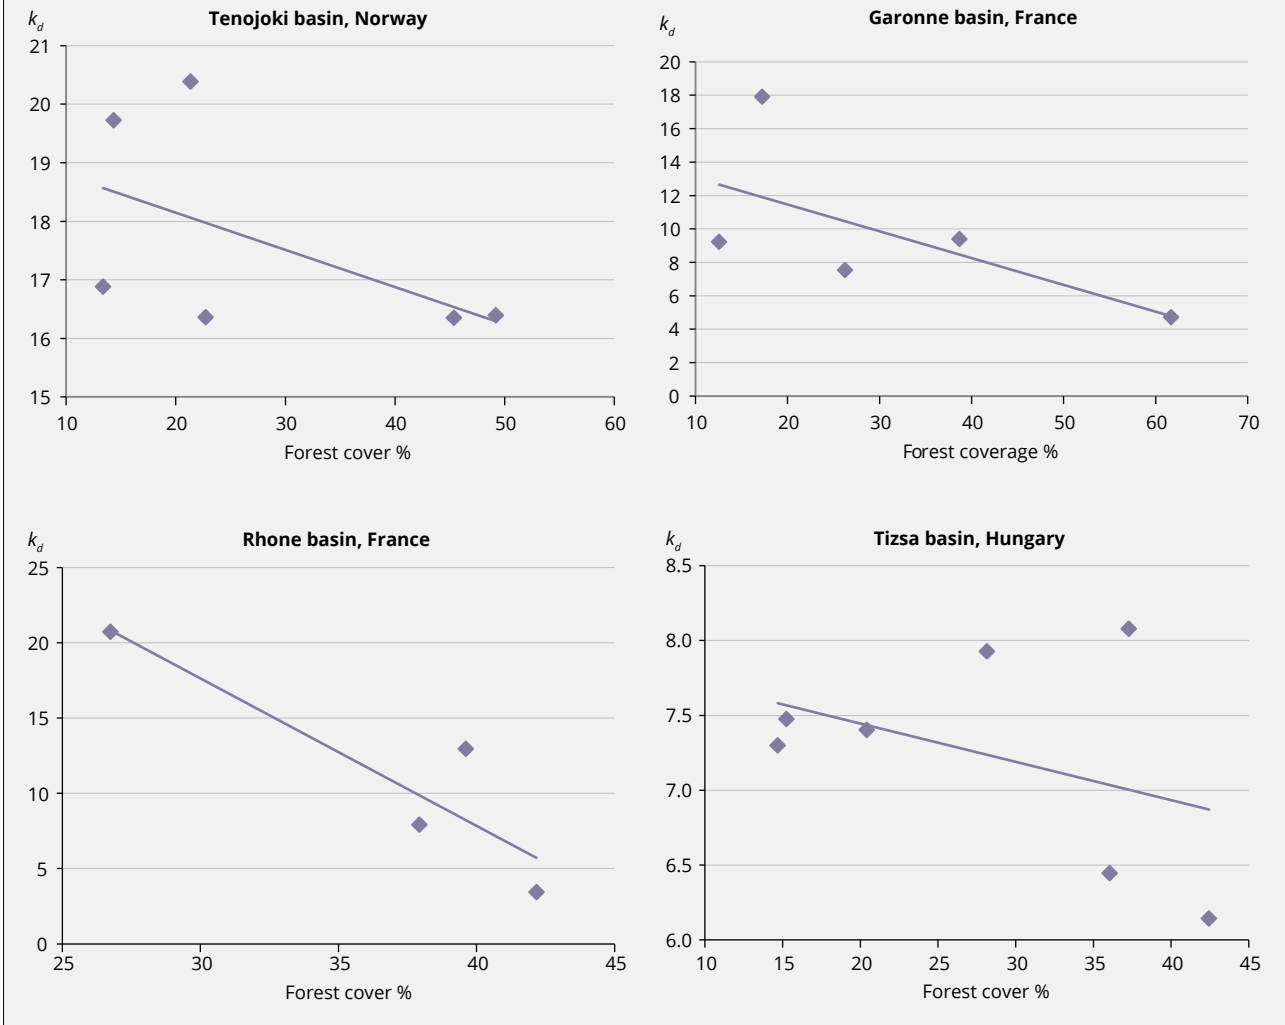 k_d
Tenojoki basin, Norway
21
20
19
18
17
16
15
10 20 30 40 50 60
Forest cover %
k_d
Garonne basin, France
20
18
16
14
12
10
8
6
4
2
0
10 20 30 40 50 60 70
Forest coverage %
k_d
Rhone basin, France
25
20
15
10
5
0
25 30 35 40 45
Forest cover %
k_d
Tizsa basin, Hungary
8.5
8.0
7.5
7.0
6.5
6.0
10 15 20 25 30 35 40 45
Forest cover %